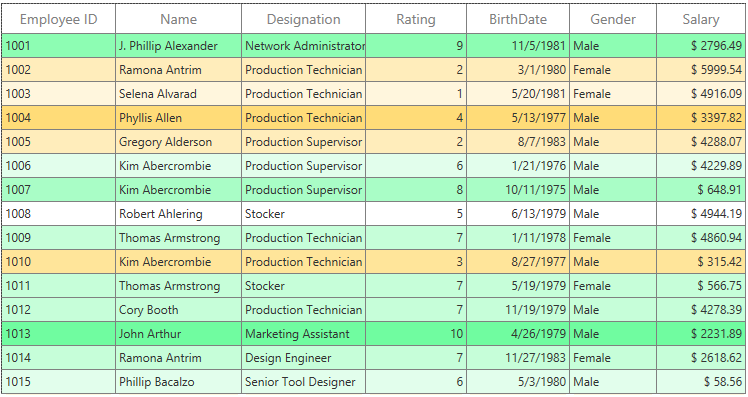 Employee ID Name Designation Rating BirthDate Gender Salary
1001 J. Phillip Alexander Network Administrator 9 11/5/1981 Male $ 2796.49
1002 Ramona Antrim Production Technician 2 3/1/1980 Female $ 5999.54
1003 Selena Alvarad Production Technician 1 5/20/1981 Female $ 4916.09
1004 Phyllis Allen Production Technician 4 5/13/1977 Male $ 3397.82
1005 Gregory Alderson Production Supervisor 2 8/7/1983 Male $ 4288.07
1006 Kim Abercrombie Production Supervisor 6 1/21/1976 Male $ 4229.89
1007 Kim Abercrombie Production Supervisor 8 10/11/1975 Male $ 648.91
1008 Robert Ahlering Stocker 5 6/13/1979 Male $ 4944.19
1009 Thomas Armstrong Production Technician 7 1/11/1978 Female $ 4860.94
1010 Kim Abercrombie Production Technician 3 8/27/1977 Male $ 315.42
1011 Thomas Armstrong Stocker 7 5/19/1979 Female $ 566.75
1012 Cory Booth Production Technician 7 11/19/1979 Male $ 4278.39
1013 John Arthur Marketing Assistant 10 4/26/1979 Male $ 2231.89
1014 Ramona Antrim Design Engineer 7 11/27/1983 Female $ 2618.62
1015 Phillip Bacalzo Senior Tool Designer 6 5/3/1980 Male $ 58.56